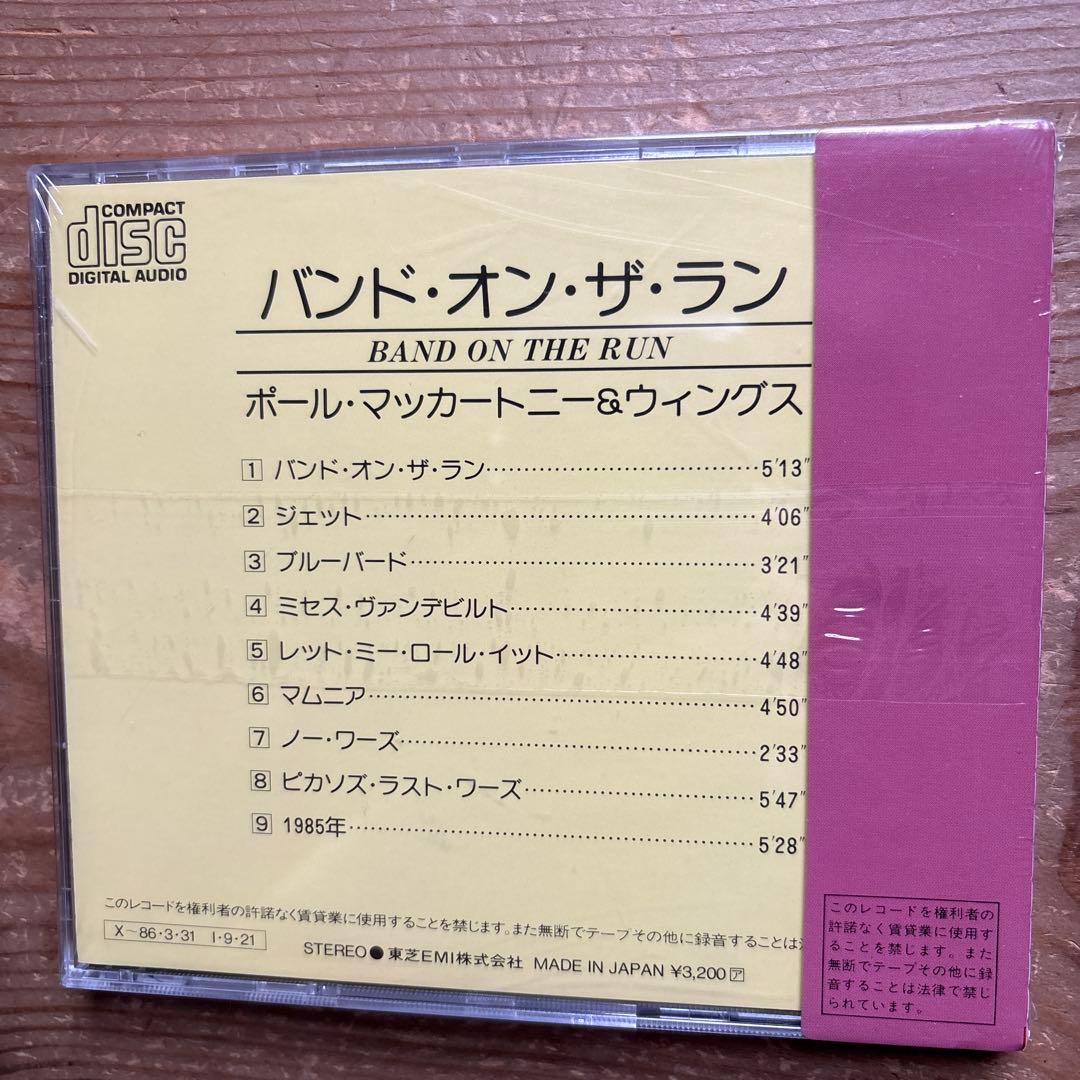 COMPACT
disc
DIGITAL AUDIO
バンド・オン・ザ・ラン
BAND ON THE RUN
ポール・マッカートニー&ウィングス
1 バンド・オン・ザ・ラン……5′13″
2 ジェット……4′06″
3 ブルーバード……3′21″
4 ミセス・ヴァンデビルト……4′39″
5 レット・ミー・ロール・イット……4′48″
6 マムニア……4′50″
7 ノー・ワーズ……2′33″
8 ピカソズ・ラスト・ワーズ……5′47″
9 1985年……5′28″
このレコードを権利者の許諾なく賃貸業に使用することを禁じます。また無断でテープその他に録音することは
X〜86・3・31 I・9・21
STEREO ● 東芝EMI株式会社 MADE IN JAPAN ¥3,200 ア
このレコードを権利者の
許諾なく賃貸業に使用す
ることを禁じます。また
無断でテープその他に録
音することは法律で禁じ
られています。